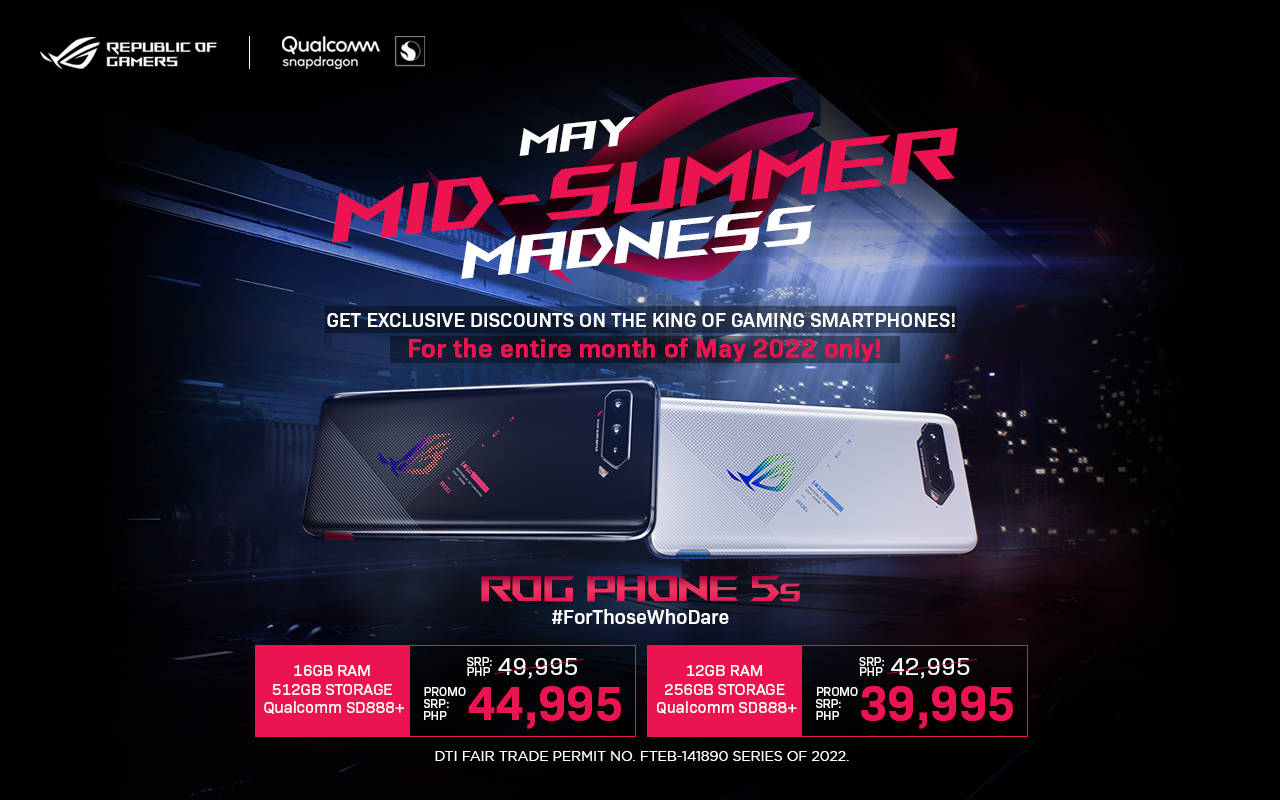 REPUBLIC OF
GAMERS
Qualcomm
snapdragon
MAY
MID-SUMMER
MADNESS
GET EXCLUSIVE DISCOUNTS ON THE KING OF GAMING SMARTPHONES!
For the entire month of May 2022 only!
ROG
ROG
ROG PHONE 5s
#ForThoseWhoDare
16GB RAM
512GB STORAGE
Qualcomm SD888+
SRP:
PHP 49,995
PROMO
SRP:
PHP 44,995
12GB RAM
256GB STORAGE
Qualcomm SD888+
SRP:
PHP 42,995
PROMO
SRP:
PHP 39,995
DTI FAIR TRADE PERMIT NO. FTEB-141890 SERIES OF 2022.